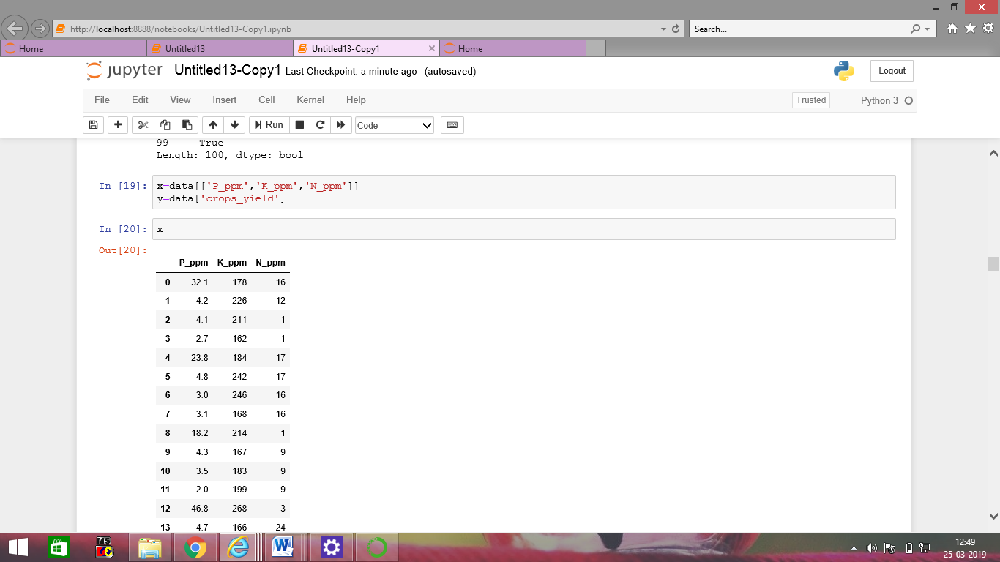 http://localhost:8888/notebooks/Untitled13-Copy1.ipynb
Search...
Home
Untitled13
Untitled13-Copy1
Home
jupyter Untitled13-Copy1 Last Checkpoint: a minute ago (autosaved)
Logout
File Edit View Insert Cell Kernel Help
Trusted
Python 3
Run
Code
99 True
Length: 100, dtype: bool
In [19]: x=data[['P_ppm','K_ppm','N_ppm']]
y=data['crops_yield']
In [20]: x
Out[20]:
P_ppm K_ppm N_ppm
0 32.1 178 16
1 4.2 226 12
2 4.1 211 1
3 2.7 162 1
4 23.8 184 17
5 4.8 242 17
6 3.0 246 16
7 3.1 168 16
8 18.2 214 1
9 4.3 167 9
10 3.5 183 9
11 2.0 199 9
12 46.8 268 3
13 4.7 166 24
MS
12:49
25-03-2019